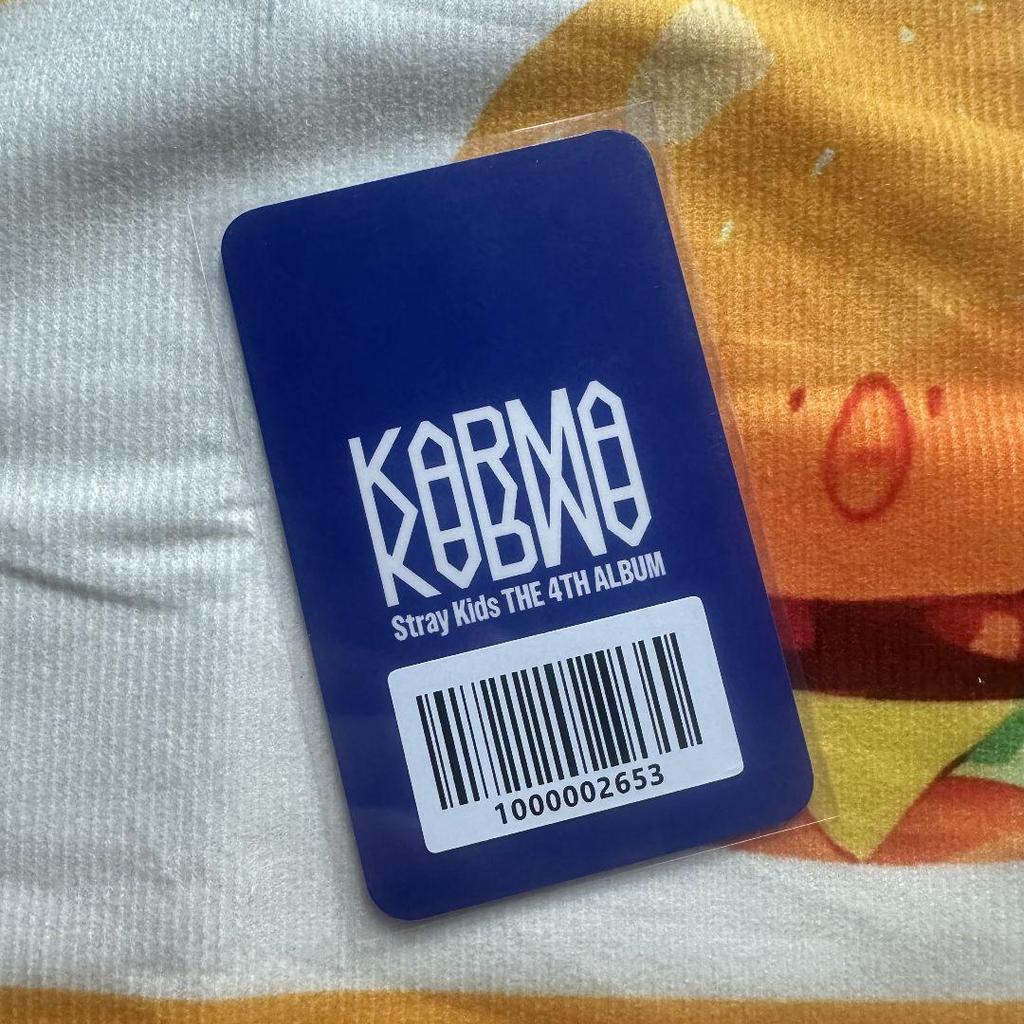 KARMA
Stray Kids THE 4TH ALBUM
1000002653